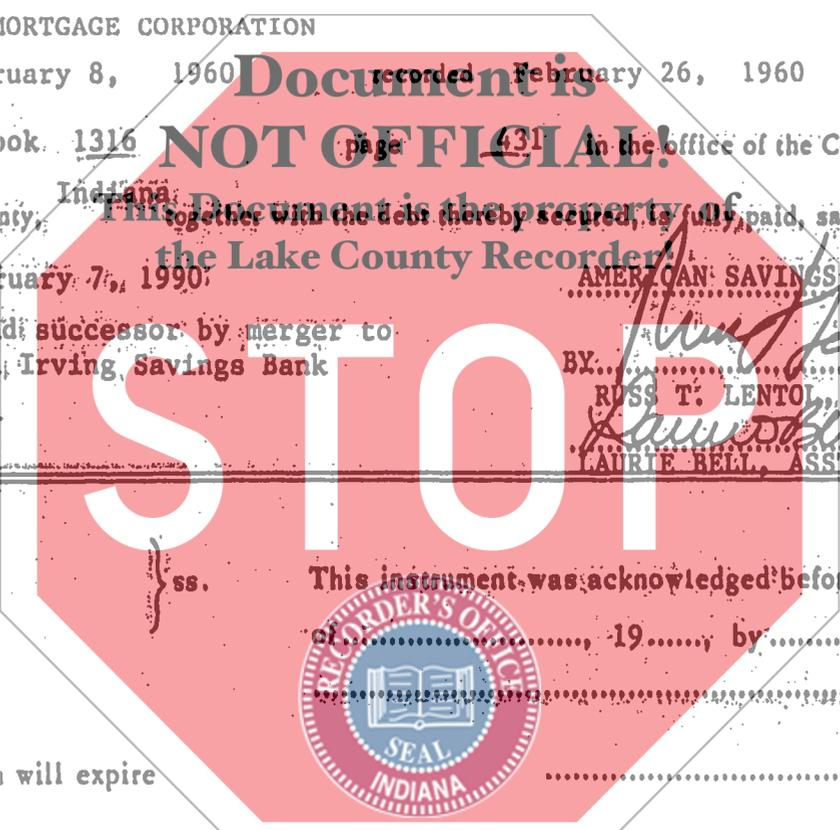 MORTGAGE CORPORATION
ruary 8, 1960 recorded February 26, 1960
Document is
ook 1316 page 431 in the office of the C
NOT OFFICIAL!
Indiana
nty, together with the debt thereby secured, is fully paid, sa
This Document is the property of
the Lake County Recorder!
ruary 7, 1990 AMERICAN SAVINGS
d successor by merger to
Irving Savings Bank BY
RUSS T. LENTOL,
LAURIE BELL, ASS
STOP
ss. This instrument was acknowledged befo
of , 19 , by
RECORDER'S OFFICE
SEAL
INDIANA
will expire